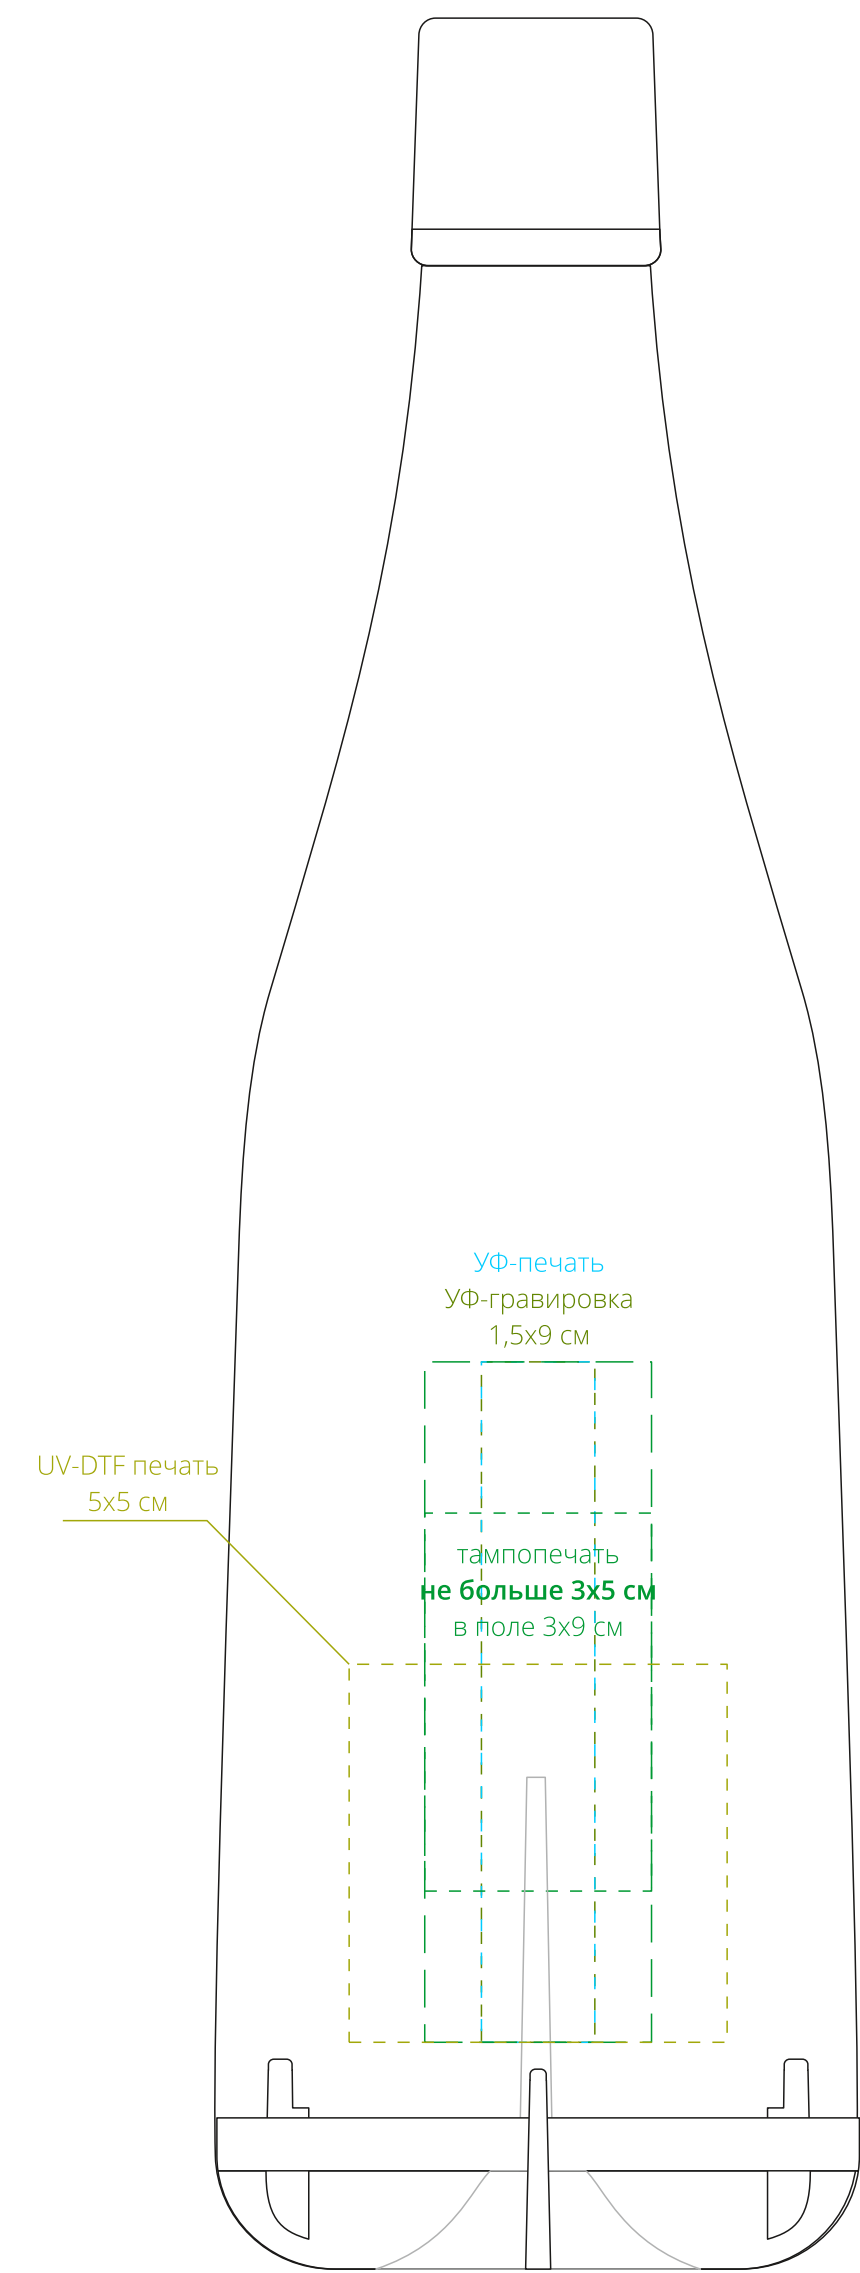 УФ-печать
УФ-гравировка
1,5х9 см
UV-DTF печать
5х5 см
тампопечать
не больше 3х5 см
в поле 3х9 см